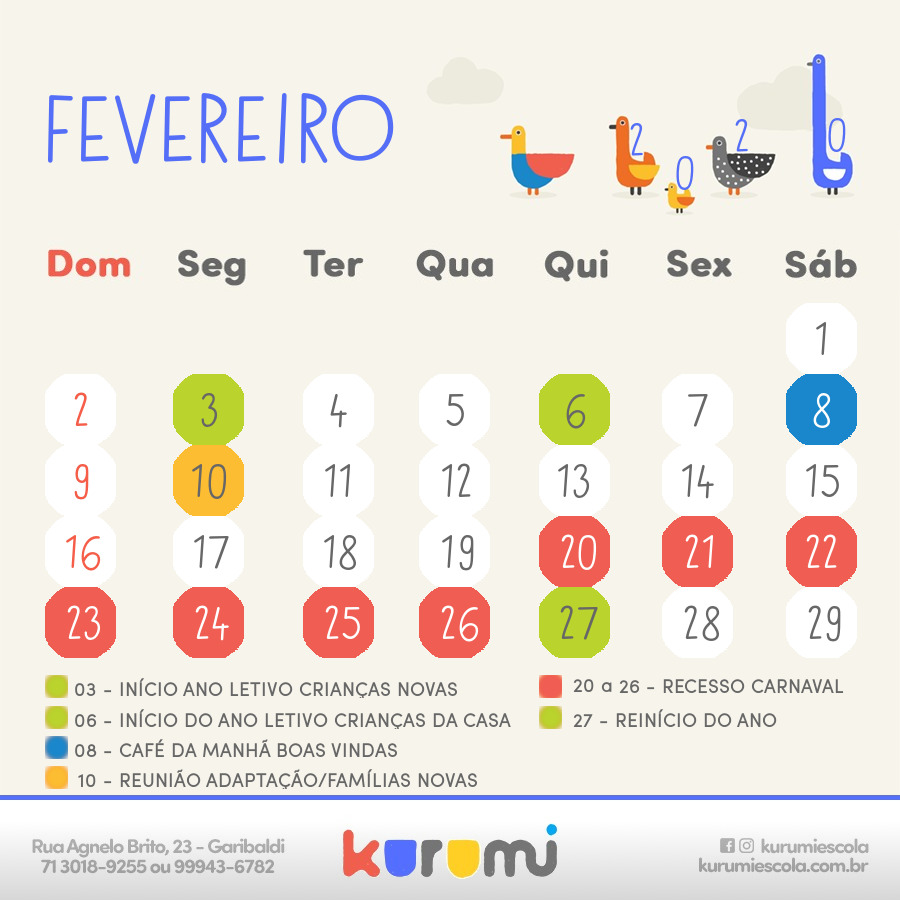 FEVEREIRO
2 0 2 0
Dom Seg Ter Qua Qui Sex Sáb
1
2 3 4 5 6 7 8
9 10 11 12 13 14 15
16 17 18 19 20 21 22
23 24 25 26 27 28 29
03 - INÍCIO ANO LETIVO CRIANÇAS NOVAS
06 - INÍCIO DO ANO LETIVO CRIANÇAS DA CASA
08 - CAFÉ DA MANHÃ BOAS VINDAS
10 - REUNIÃO ADAPTAÇÃO/FAMÍLIAS NOVAS
20 a 26 - RECESSO CARNAVAL
27 - REINÍCIO DO ANO
Rua Agnelo Brito, 23 - Garibaldi
71 3018-9255 ou 99943-6782
kurumi
kurumiescola
kurumiescola.com.br